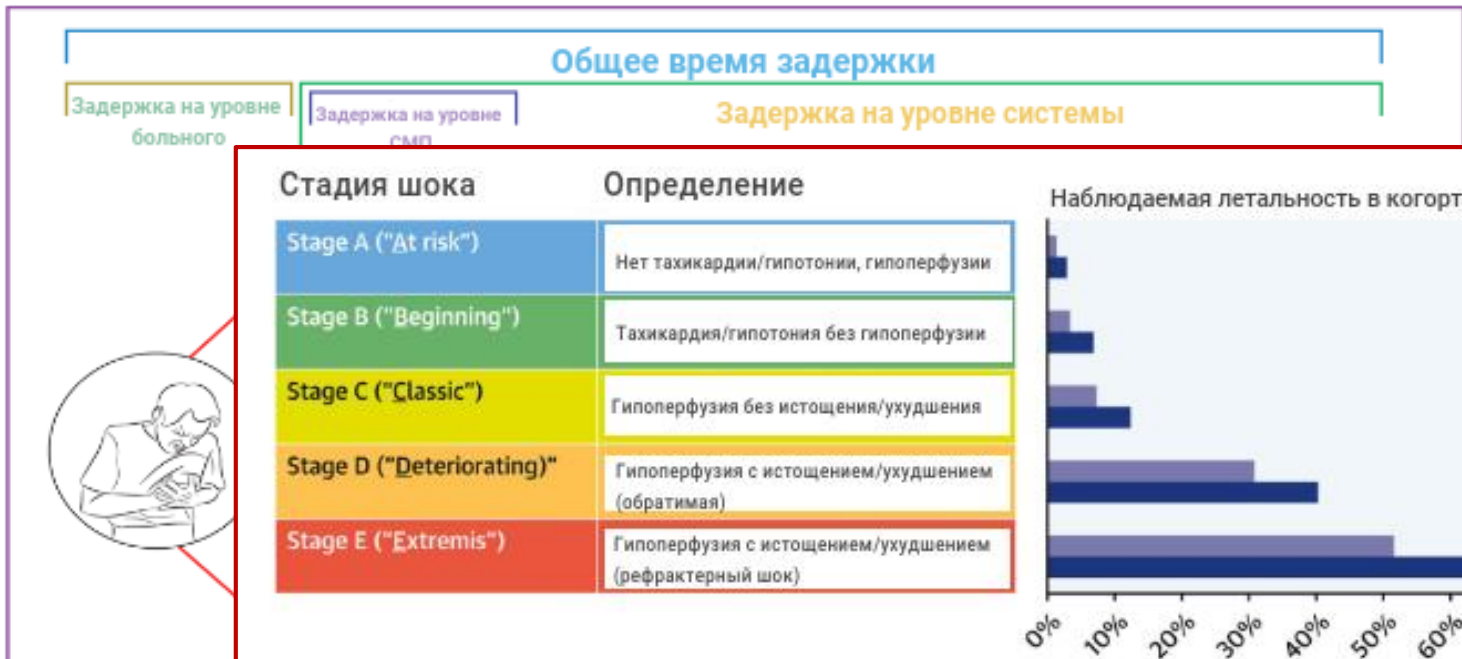 Общее время задержки
Задержка на уровне
больного
Задержка на уровне
СМП
Задержка на уровне системы
Стадия шока
Определение
Наблюдаемая летальность в когорт
Stage A ("At risk")
Нет тахикардии/гипотонии, гипоперфузии
Stage B ("Beginning")
Тахикардия/гипотония без гипоперфузии
Stage C ("Classic")
Гипоперфузия без истощения/ухудшения
Stage D ("Deteriorating)"
Гипоперфузия с истощением/ухудшением
(обратимая)
Stage E ("Extremis")
Гипоперфузия с истощением/ухудшением
(рефрактерный шок)
0%
10%
20%
30%
40%
50%
60%